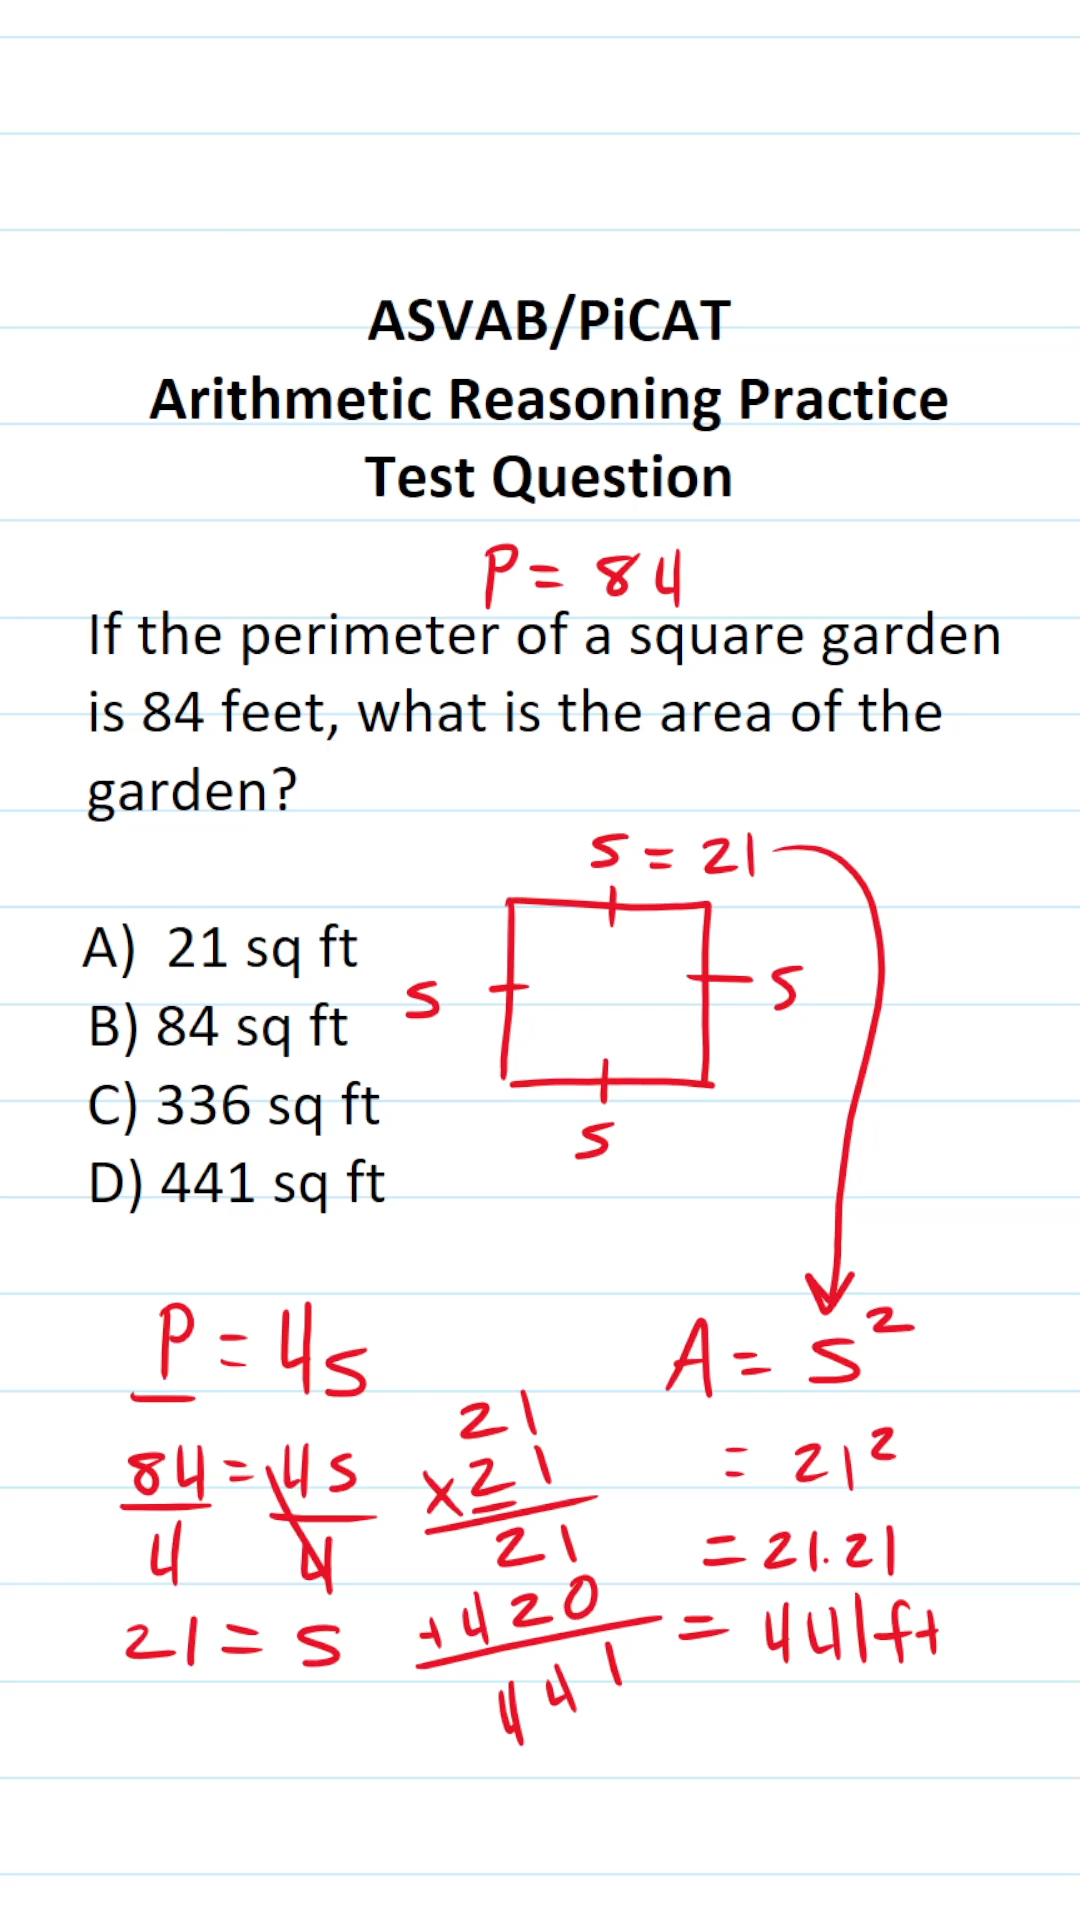 ASVAB/PiCAT
Arithmetic Reasoning Practice
Test Question
P = 84
If the perimeter of a square garden
is 84 feet, what is the area of the
garden?
s = 21
A) 21 sq ft
s
s
B) 84 sq ft
C) 336 sq ft
s
D) 441 sq ft
P = 4s
84 = 4s
4 4
21 = s
21
x21
21
+420
441
A = s²
= 21²
= 21.21
= 441ft